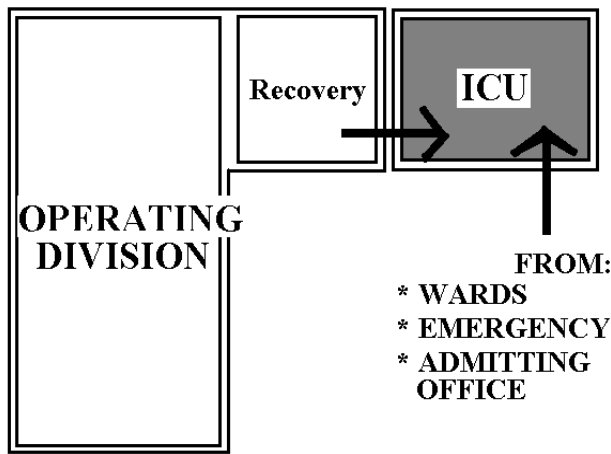 Recovery
ICU
OPERATING
DIVISION
FROM:
* WARDS
* EMERGENCY
* ADMITTING
OFFICE